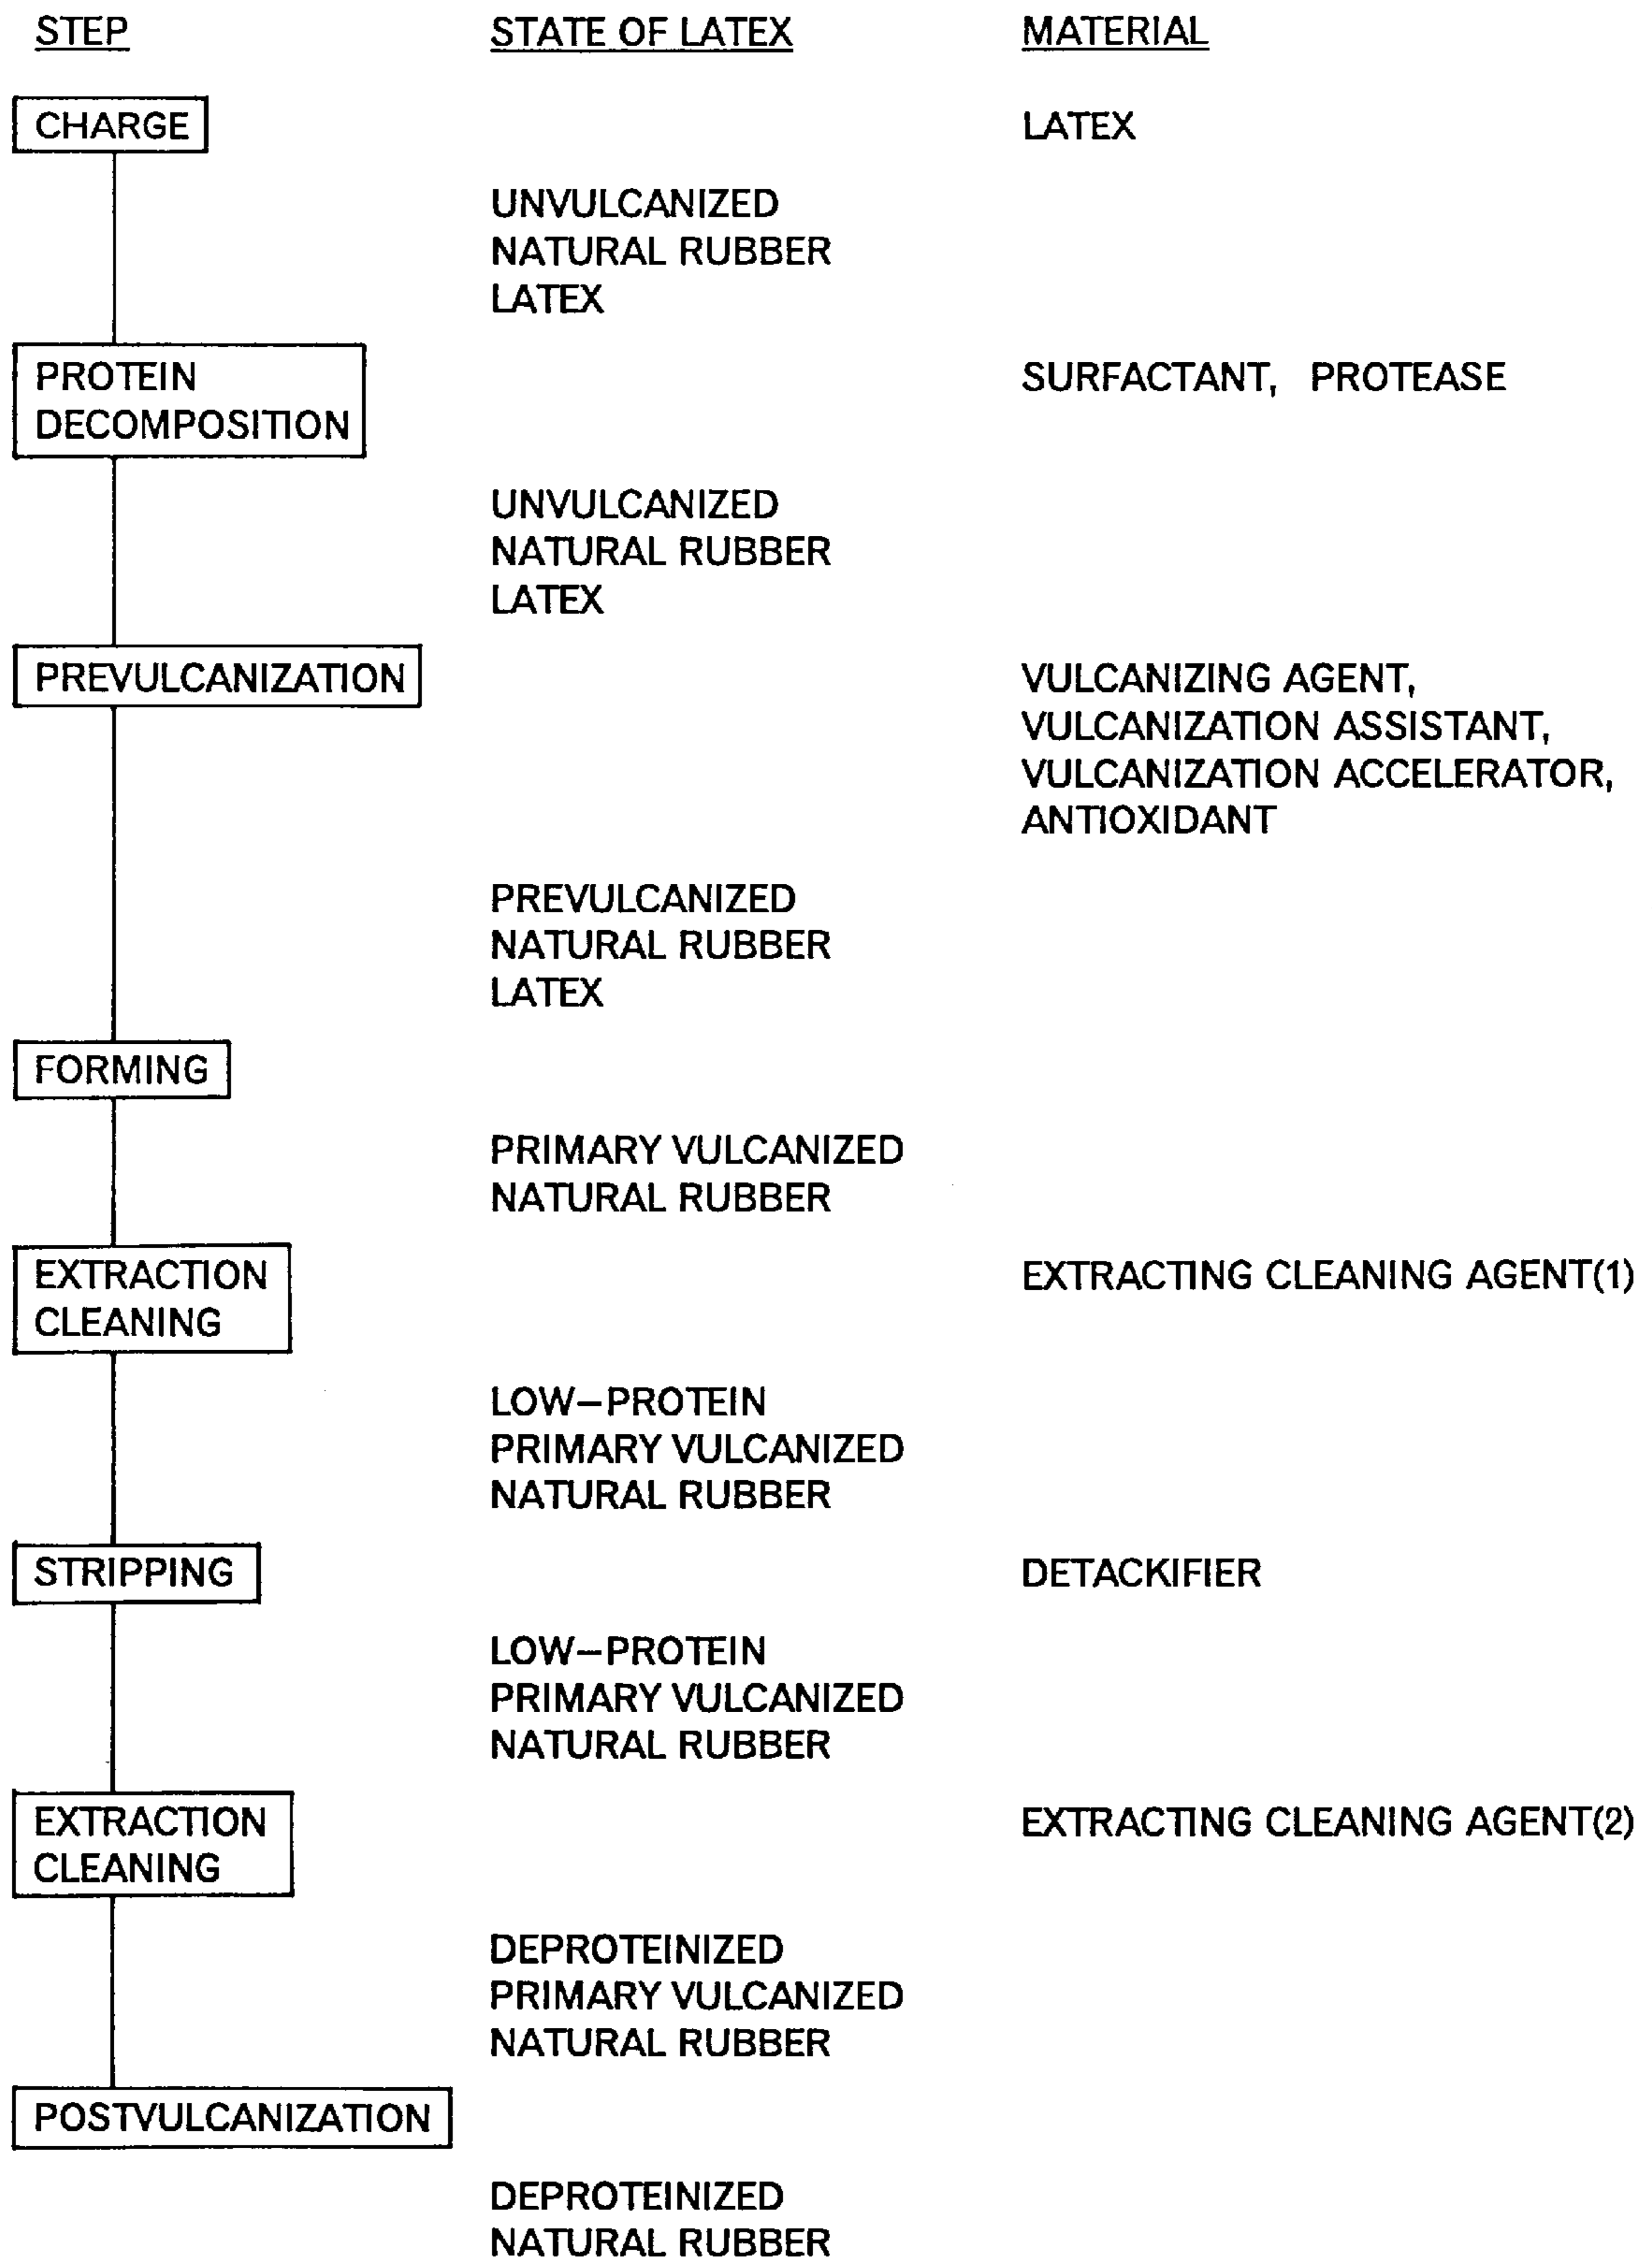 STEP STATE OF LATEX MATERIAL
CHARGE LATEX
UNVULCANIZED
NATURAL RUBBER
LATEX
PROTEIN SURFACTANT, PROTEASE
DECOMPOSITION
UNVULCANIZED
NATURAL RUBBER
LATEX
PREVULCANIZATION VULCANIZING AGENT,
VULCANIZATION ASSISTANT,
VULCANIZATION ACCELERATOR,
ANTIOXIDANT
PREVULCANIZED
NATURAL RUBBER
LATEX
FORMING
PRIMARY VULCANIZED
NATURAL RUBBER
EXTRACTION EXTRACTING CLEANING AGENT(1)
CLEANING
LOW-PROTEIN
PRIMARY VULCANIZED
NATURAL RUBBER
STRIPPING DETACKIFIER
LOW-PROTEIN
PRIMARY VULCANIZED
NATURAL RUBBER
EXTRACTION EXTRACTING CLEANING AGENT(2)
CLEANING
DEPROTEINIZED
PRIMARY VULCANIZED
NATURAL RUBBER
POSTVULCANIZATION
DEPROTEINIZED
NATURAL RUBBER